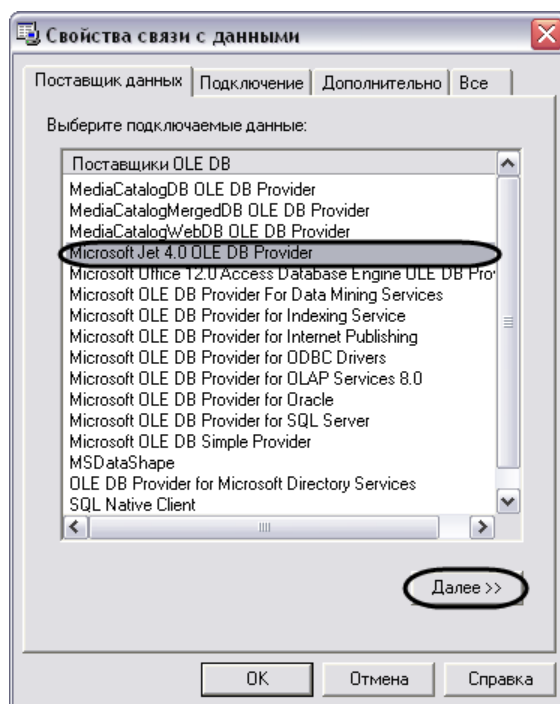 Свойства связи с данными
Поставщик данных Подключение Дополнительно Все
Выберите подключаемые данные:
Поставщики OLE DB
MediaCatalogDB OLE DB Provider
MediaCatalogMergedDB OLE DB Provider
MediaCatalogWebDB OLE DB Provider
Microsoft Jet 4.0 OLE DB Provider
Microsoft Office 12.0 Access Database Engine OLE DB Pro
Microsoft OLE DB Provider For Data Mining Services
Microsoft OLE DB Provider for Indexing Service
Microsoft OLE DB Provider for Internet Publishing
Microsoft OLE DB Provider for ODBC Drivers
Microsoft OLE DB Provider for OLAP Services 8.0
Microsoft OLE DB Provider for Oracle
Microsoft OLE DB Provider for SQL Server
Microsoft OLE DB Simple Provider
MSDataShape
OLE DB Provider for Microsoft Directory Services
SQL Native Client
Далее >>
OK Отмена Справка